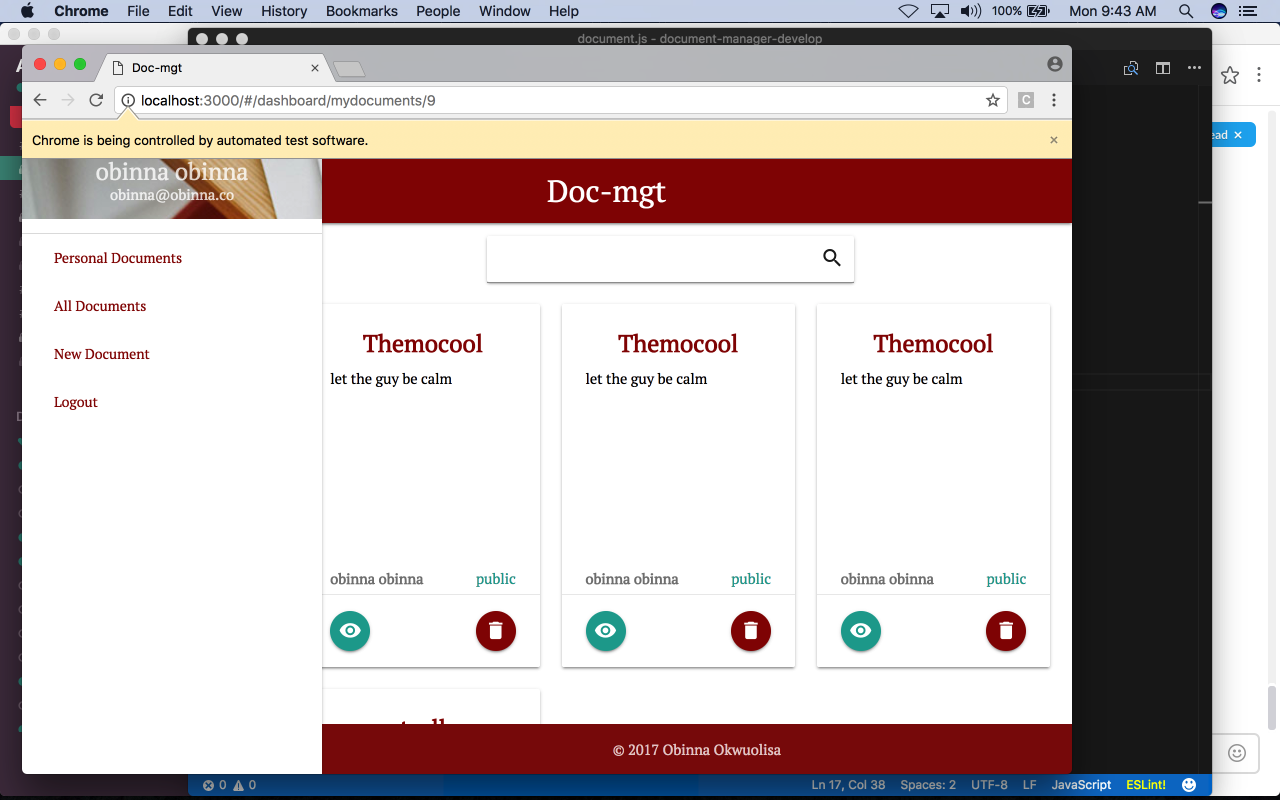 Chrome File Edit View History Bookmarks People Window Help 100% Mon 9:43 AM
document.js - document-manager-develop
Doc-mgt
localhost:3000/#/dashboard/mydocuments/9
Chrome is being controlled by automated test software.
obinna obinna
obinna@obinna.co
Doc-mgt
Personal Documents
All Documents
New Document
Logout
Themocool Themocool Themocool
let the guy be calm let the guy be calm let the guy be calm
obinna obinna public obinna obinna public obinna obinna public
© 2017 Obinna Okwuolisa
0 0 Ln 17, Col 38 Spaces: 2 UTF-8 LF JavaScript ESLint!